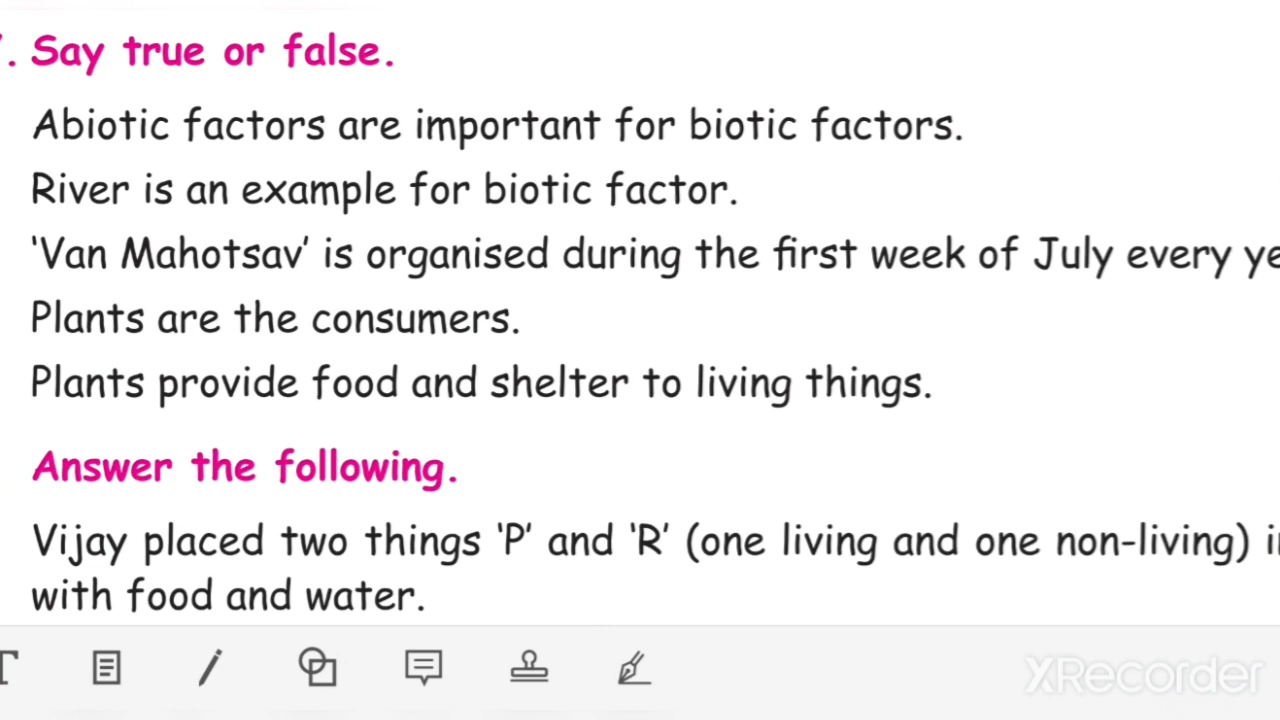 . Say true or false.
Abiotic factors are important for biotic factors.
River is an example for biotic factor.
'Van Mahotsav' is organised during the first week of July every
Plants are the consumers.
Plants provide food and shelter to living things.
Answer the following.
Vijay placed two things 'P' and 'R' (one living and one non-living)
with food and water.
XRecorder